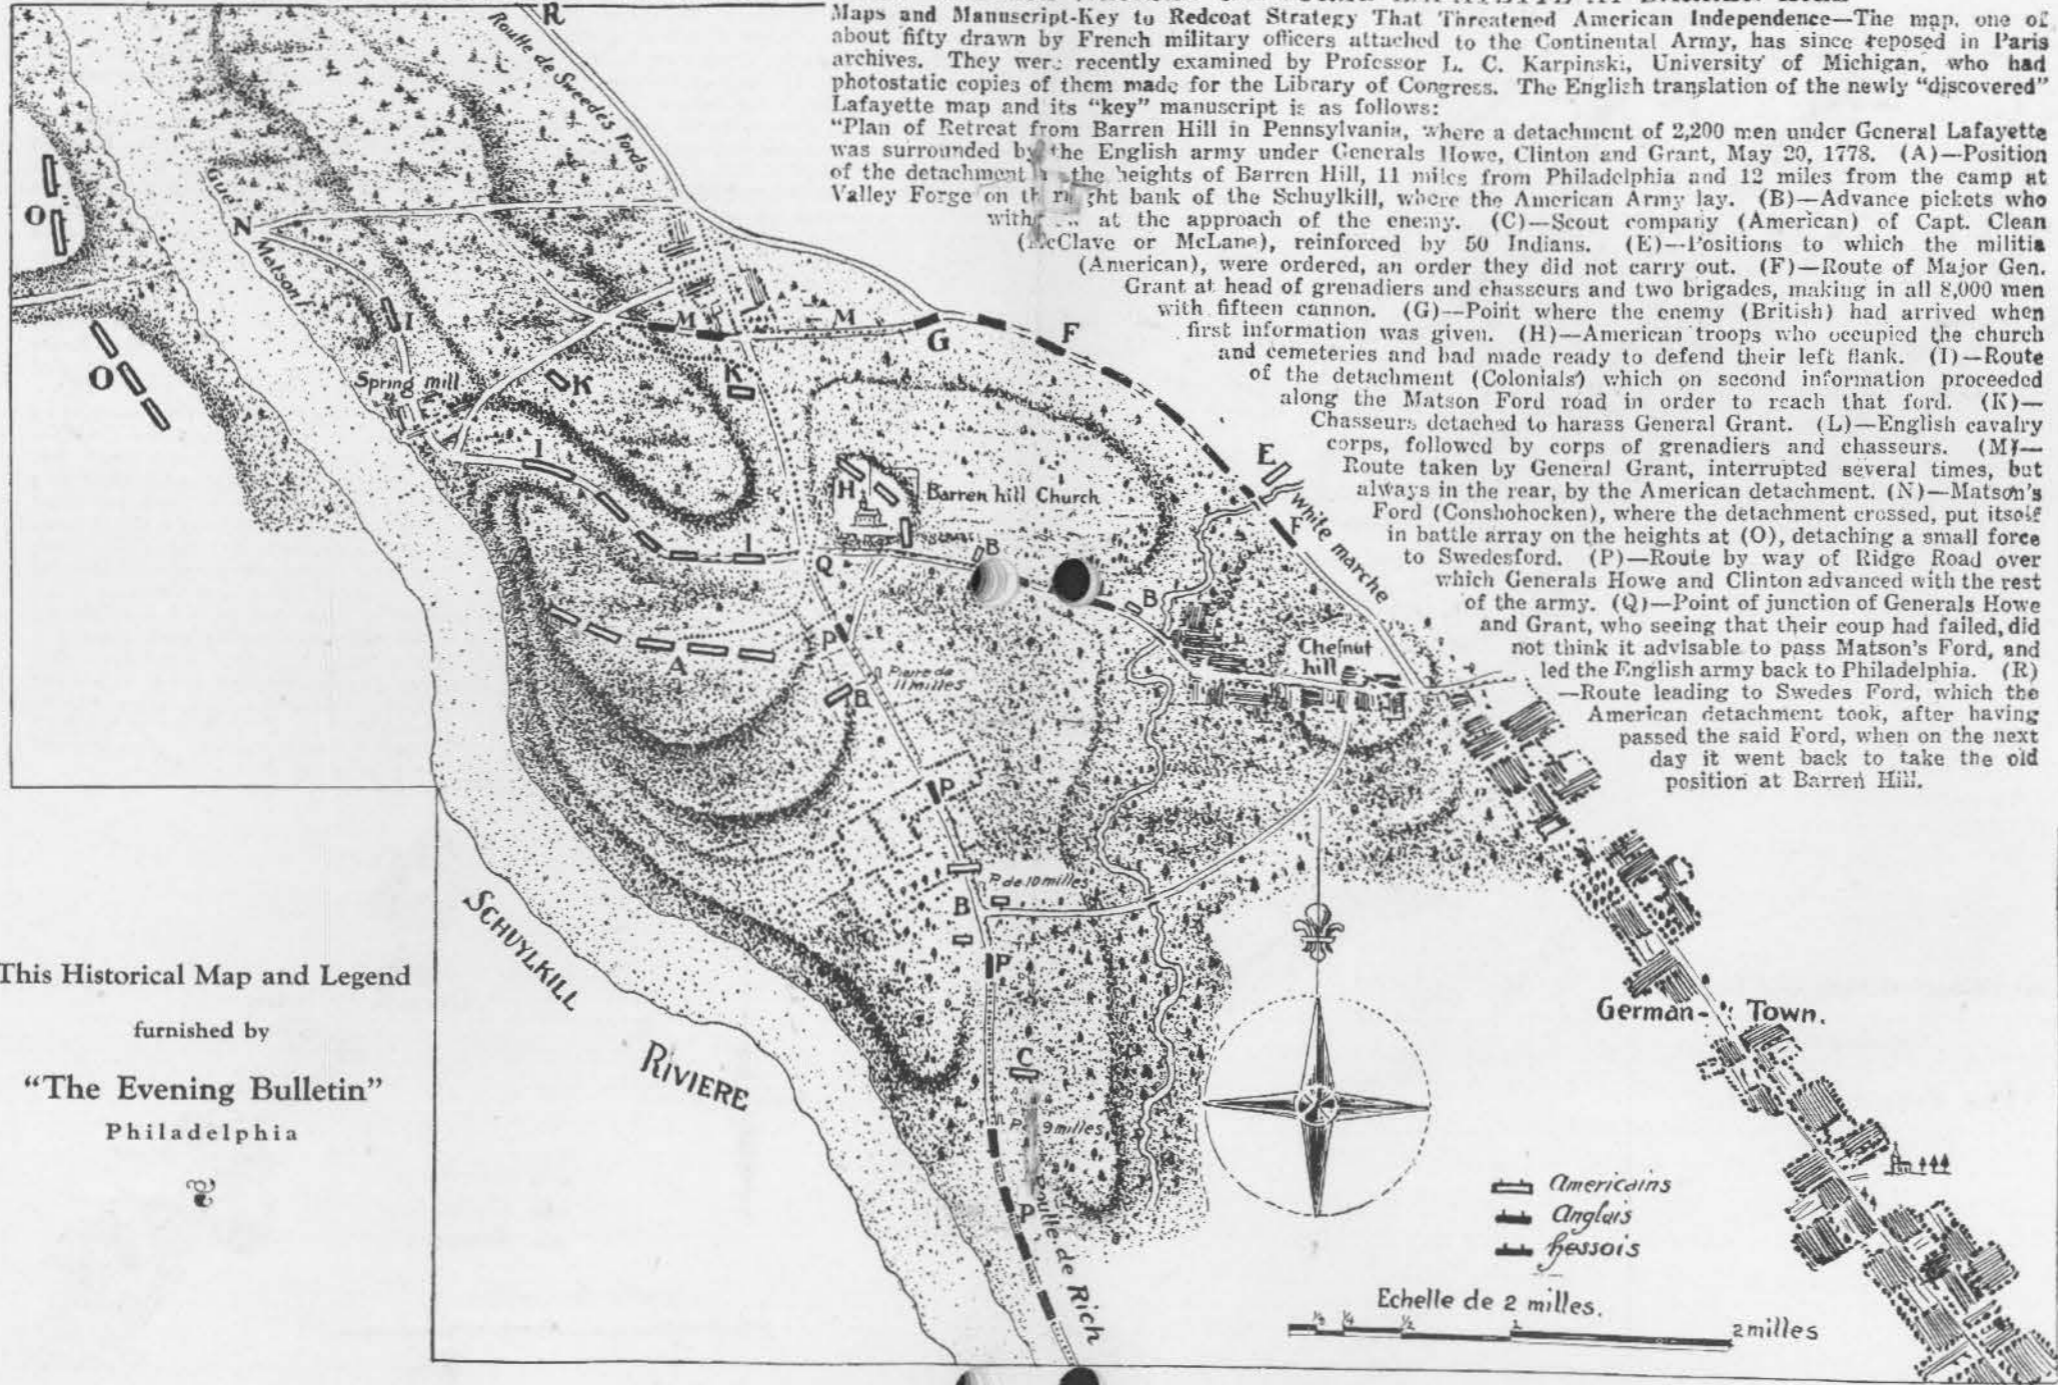 Maps and Manuscript-Key to Redcoat Strategy That Threatened American Independence—The map, one of
about fifty drawn by French military officers attached to the Continental Army, has since reposed in Paris
archives. They were recently examined by Professor L. C. Karpinski, University of Michigan, who had
photostatic copies of them made for the Library of Congress. The English translation of the newly "discovered"
Lafayette map and its "key" manuscript is as follows:
"Plan of Retreat from Barren Hill in Pennsylvania, where a detachment of 2,200 men under General Lafayette
was surrounded by the English army under Generals Howe, Clinton and Grant, May 20, 1778. (A)—Position
of the detachment the heights of Barren Hill, 11 miles from Philadelphia and 12 miles from the camp at
Valley Forge on the right bank of the Schuylkill, where the American Army lay. (B)—Advance pickets who
at the approach of the enemy. (C)—Scout company (American) of Capt. Clean
(McClave or McLane), reinforced by 50 Indians. (E)—Positions to which the militia
(American), were ordered, an order they did not carry out. (F)—Route of Major Gen.
Grant at head of grenadiers and chasseurs and two brigades, making in all 8,000 men
with fifteen cannon. (G)—Point where the enemy (British) had arrived when
first information was given. (H)—American troops who occupied the church
and cemeteries and had made ready to defend their left flank. (I)—Route
of the detachment (Colonials) which on second information proceeded
along the Matson Ford road in order to reach that ford. (K)—
Chasseurs detached to harass General Grant. (L)—English cavalry
corps, followed by corps of grenadiers and chasseurs. (M)—
Route taken by General Grant, interrupted several times, but
always in the rear, by the American detachment. (N)—Matson's
Ford (Conshohocken), where the detachment crossed, put itself
in battle array on the heights at (O), detaching a small force
to Swedesford. (P)—Route by way of Ridge Road over
which Generals Howe and Clinton advanced with the rest
of the army. (Q)—Point of junction of Generals Howe
and Grant, who seeing that their coup had failed, did
not think it advisable to pass Matson's Ford, and
led the English army back to Philadelphia. (R)
—Route leading to Swedes Ford, which the
American detachment took, after having
passed the said Ford, when on the next
day it went back to take the old
position at Barren Hill.
R
Routte de Sweedes Fords
O
Gué
N
Matson f
I
M
M
G
F
O
Spring mill
K
K
E
I
H
Barren hill Church
F
White marche
I
Q
B
L
B
P
Chesnut
hill
A
Pierre de
11 milles
B
P
P. de 10 milles
B
P
SCHUYLKILL
RIVIERE
C
P. 9 milles
P
Routte de Rich
German-Town.
Americains
Anglais
hessois
Echelle de 2 milles.
⅛ ¼ ½ 1 2 milles
This Historical Map and Legend
furnished by
"The Evening Bulletin"
Philadelphia